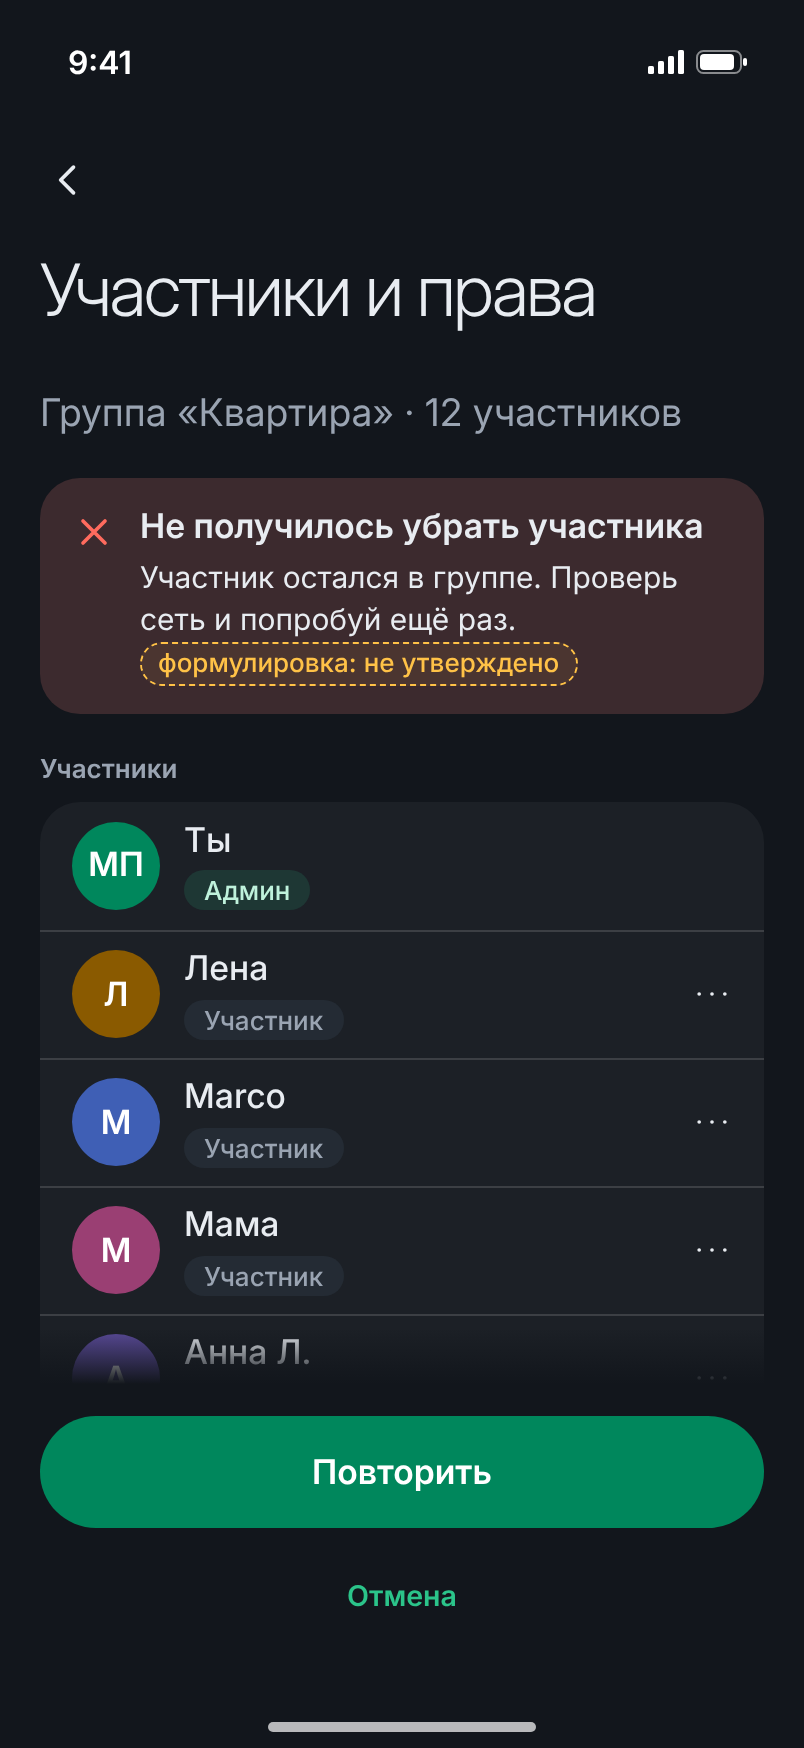 9:41
Участники и права
Группа «Квартира» · 12 участников
Не получилось убрать участника
Участник остался в группе. Проверь
сеть и попробуй ещё раз.
формулировка: не утверждено
Участники
МП
Ты
Админ
Л
Лена
Участник
...
M
Marco
Участник
...
М
Мама
Участник
...
А
Анна Л.
...
Повторить
Отмена